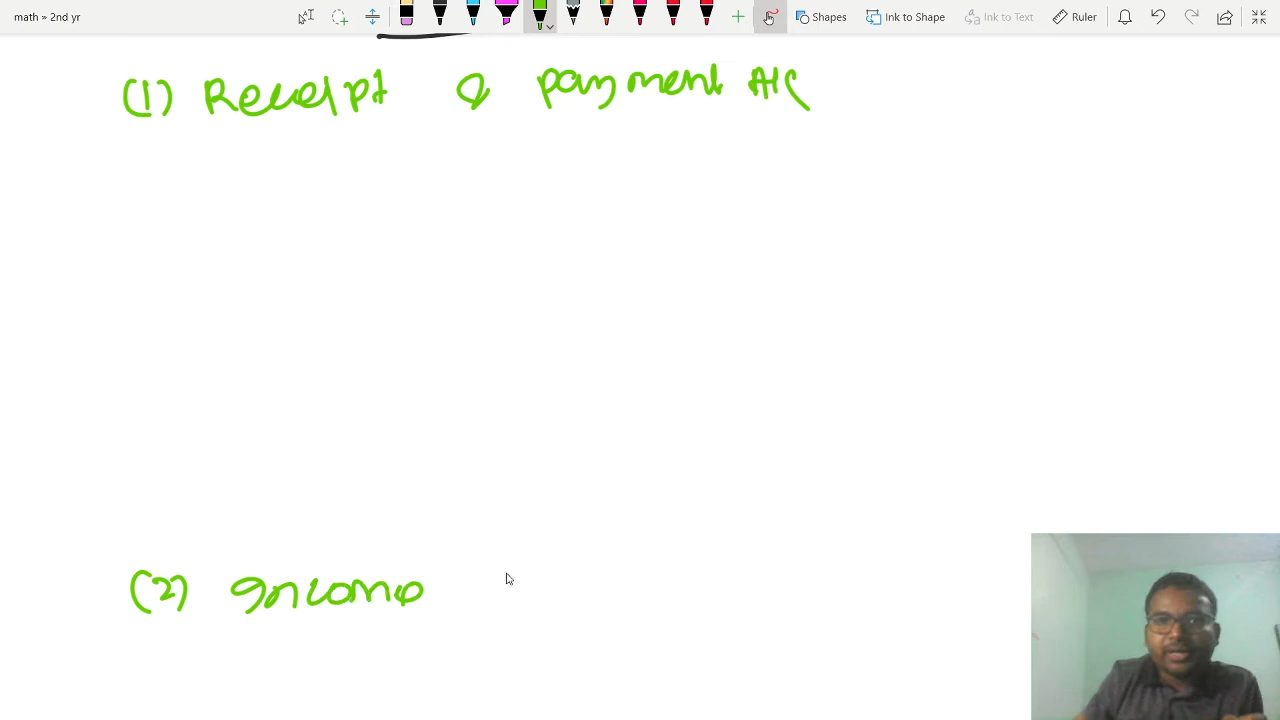 math » 2nd yr
Shapes
Ink to Shape
Ink to Text
Ruler
(1) Receipt & payment A/C
(2) Income